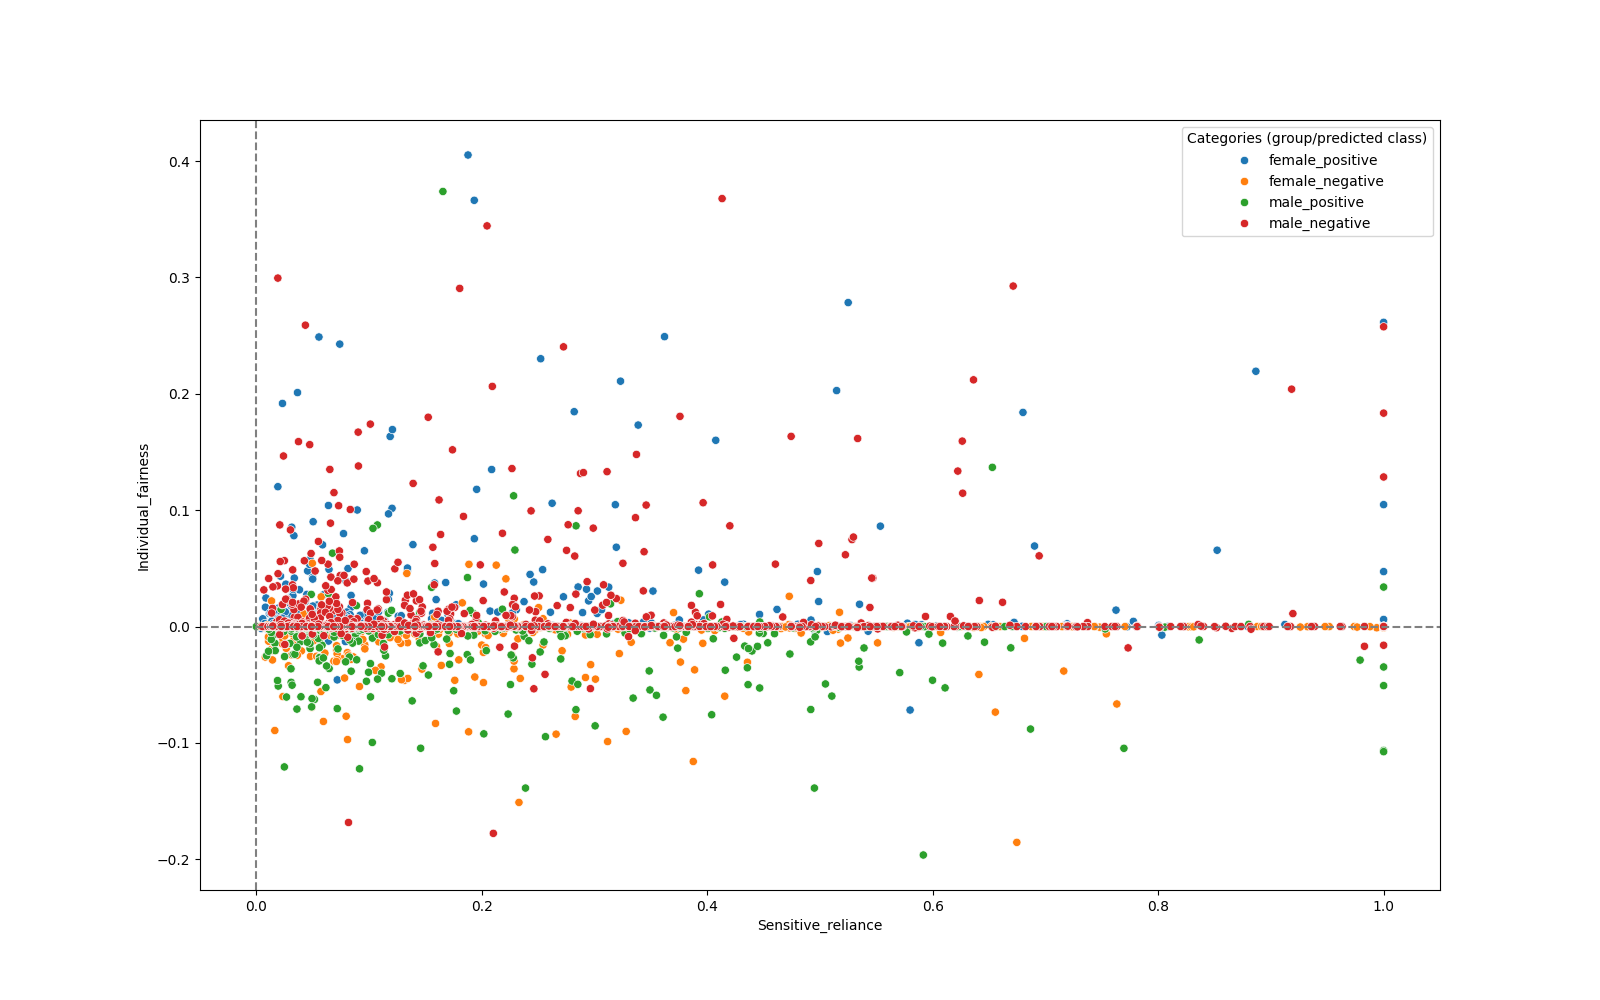 Categories (group/predicted class)
female_positive
female_negative
male_positive
male_negative
0.4
0.3
0.2
0.1
0.0
−0.1
−0.2
Individual_fairness
0.0 0.2 0.4 0.6 0.8 1.0
Sensitive_reliance